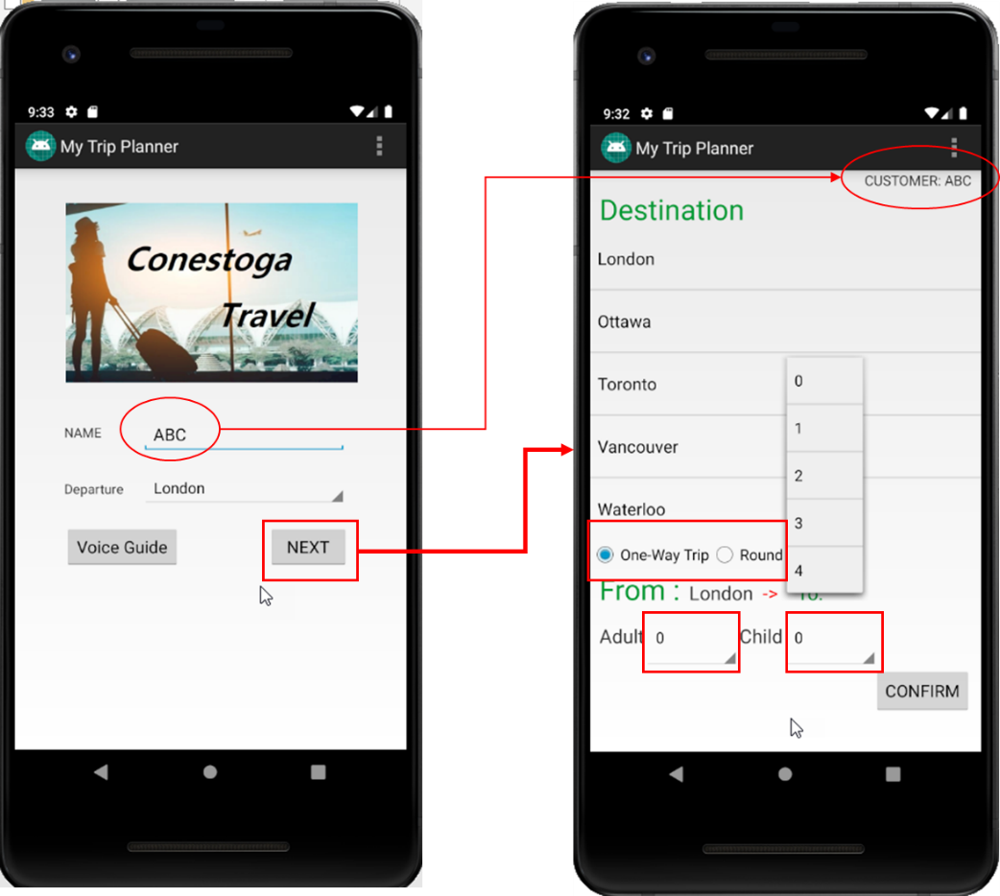 9:33
My Trip Planner
Conestoga
Travel
NAME
ABC
Departure
London
Voice Guide
NEXT
9:32
My Trip Planner
CUSTOMER: ABC
Destination
London
Ottawa
Toronto
Vancouver
Waterloo
One-Way Trip
Round
From :
London
->
To:
0
1
2
3
4
Adult
0
Child
0
CONFIRM